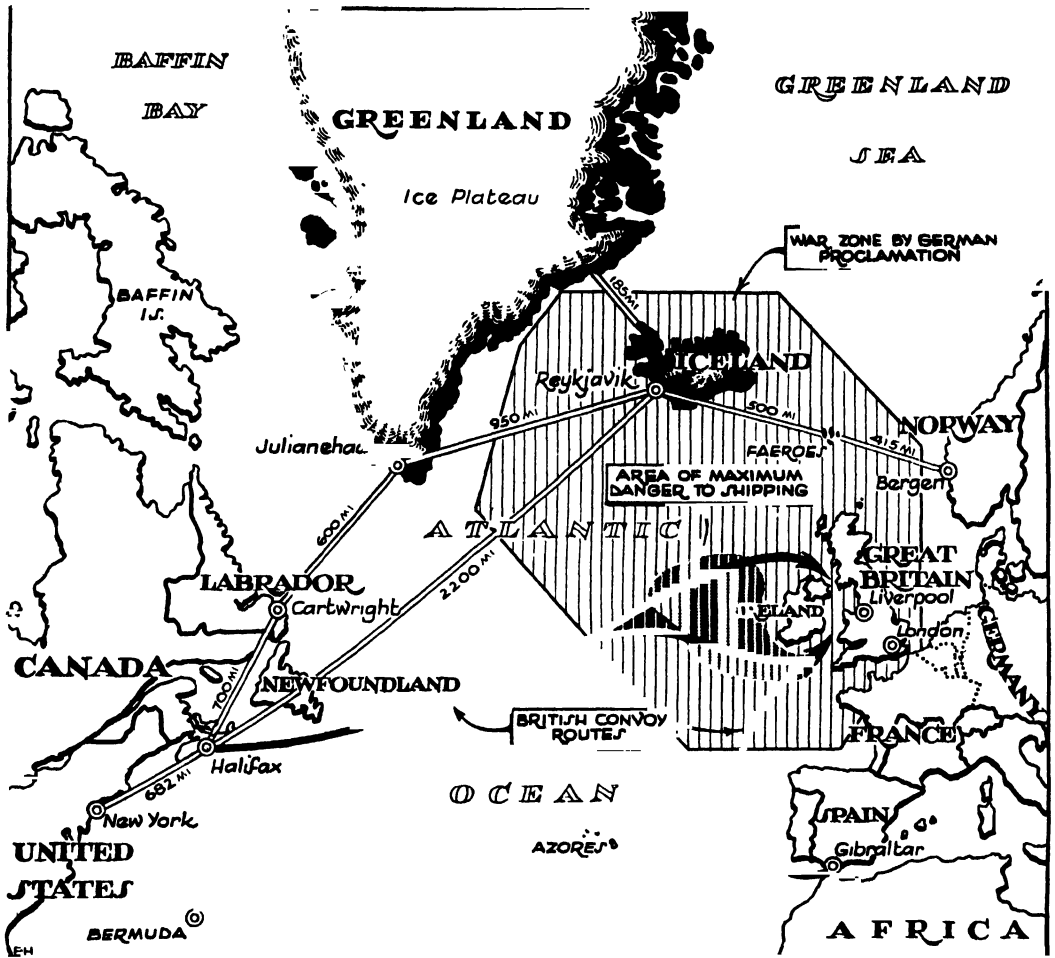 BAFFIN
BAY
GREENLAND
Ice Plateau
GREENLAND
SEA
WAR ZONE BY GERMAN
PROCLAMATION
BAFFIN
IS.
185 MI
ICELAND
Reykjavik
950 MI
500 MI
NORWAY
415 MI
FAEROES
Bergen
Julianehaa
AREA OF MAXIMUM
DANGER TO SHIPPING
600 MI
ATLANTIC
2200 MI
GREAT
BRITAIN
Liverpool
LABRADOR
Cartwright
London
GERMANY
CANADA
700 MI
NEWFOUNDLAND
BRITISH CONVOY
ROUTES
FRANCE
Halifax
682 MI
New York
OCEAN
AZORES
SPAIN
Gibraltar
UNITED
STATES
BERMUDA
AFRICA
E-H